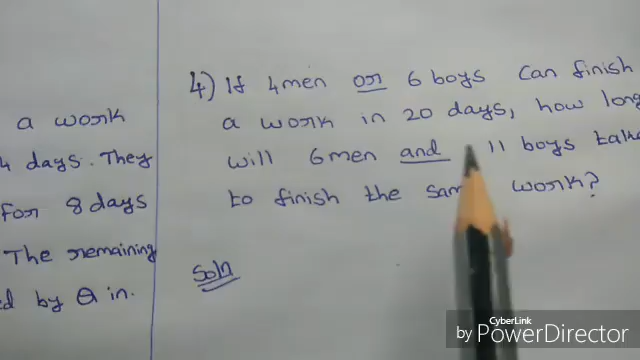 a work
4 days. They
for 8 days
The remaining
ed by Q in.
4) If 4men or 6 boys can finish
a work in 20 days, how long
will 6men and 11 boys take
to finish the same work?
Soln
CyberLink
by PowerDirector